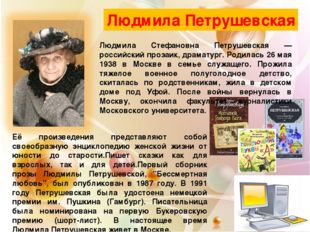 Людмила Петрушевская
Людмила Стефановна Петрушевская —
российский прозаик, драматург. Родилась 26 мая
1938 в Москве в семье служащего. Прожила
тяжелое военное полуголодное детство,
скиталась по родственникам, жила в детском
доме под Уфой. После войны вернулась в
Москву, окончила факультет журналистики
Московского университета.
Её произведения представляют собой
своеобразную энциклопедию женской жизни от
юности до старости.Пишет сказки как для
взрослых, так и для детей.Первый сборник
прозы Людмилы Петрушевской, "Бессмертная
любовь", был опубликован в 1987 году. В 1991
году Петрушевская была удостоена немецкой
премии им. Пушкина (Гамбург). Писательница
была номинирована на первую Букеровскую
премию (шорт-лист). В настоящее время
Людмила Петрушевская живет в Москве.